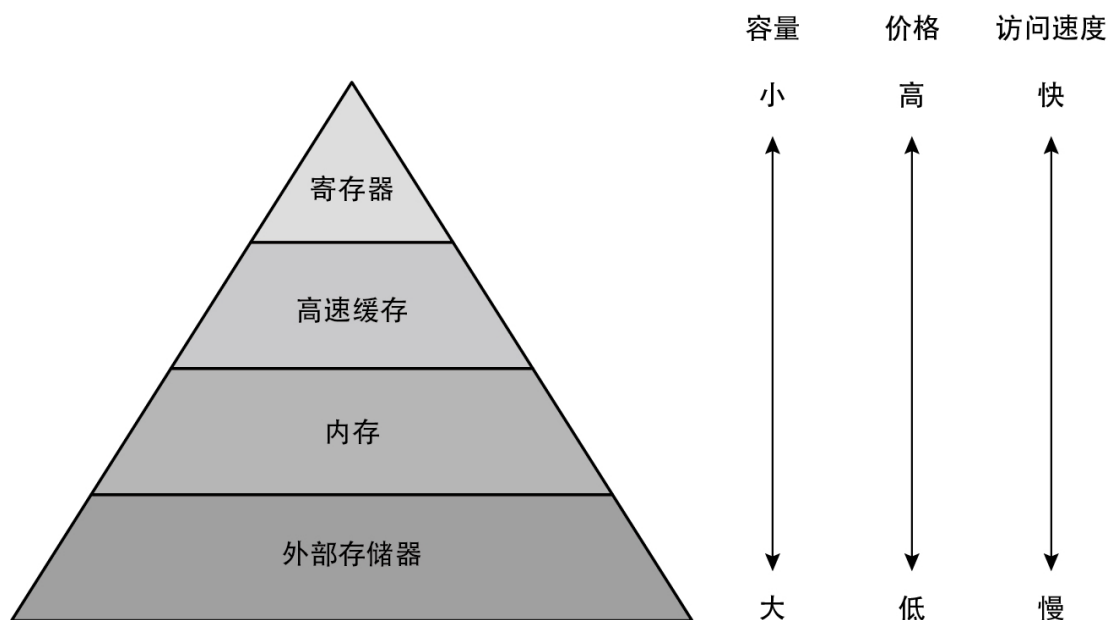 容量 价格 访问速度
小 高 快
寄存器
高速缓存
内存
外部存储器
大 低 慢